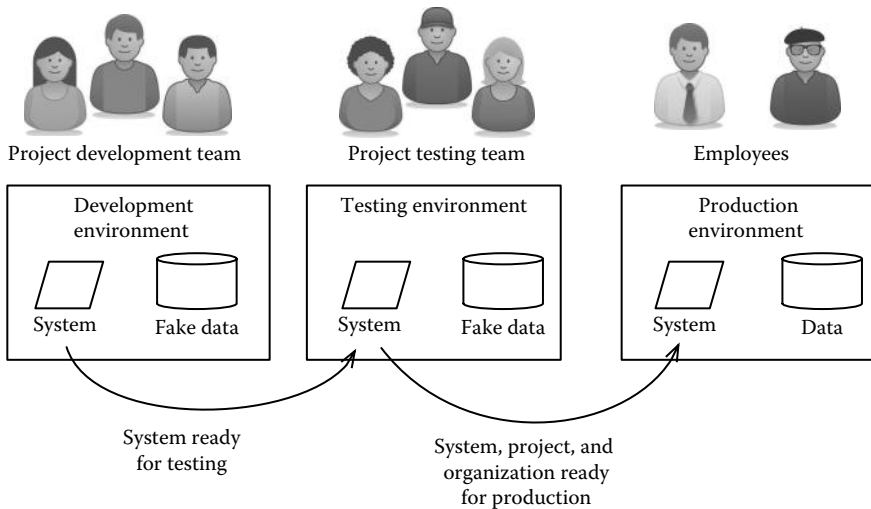 Project development team
Project testing team
Employees
Development
environment
System
Fake data
Testing environment
System
Fake data
Production
environment
System
Data
System ready
for testing
System, project, and
organization ready
for production